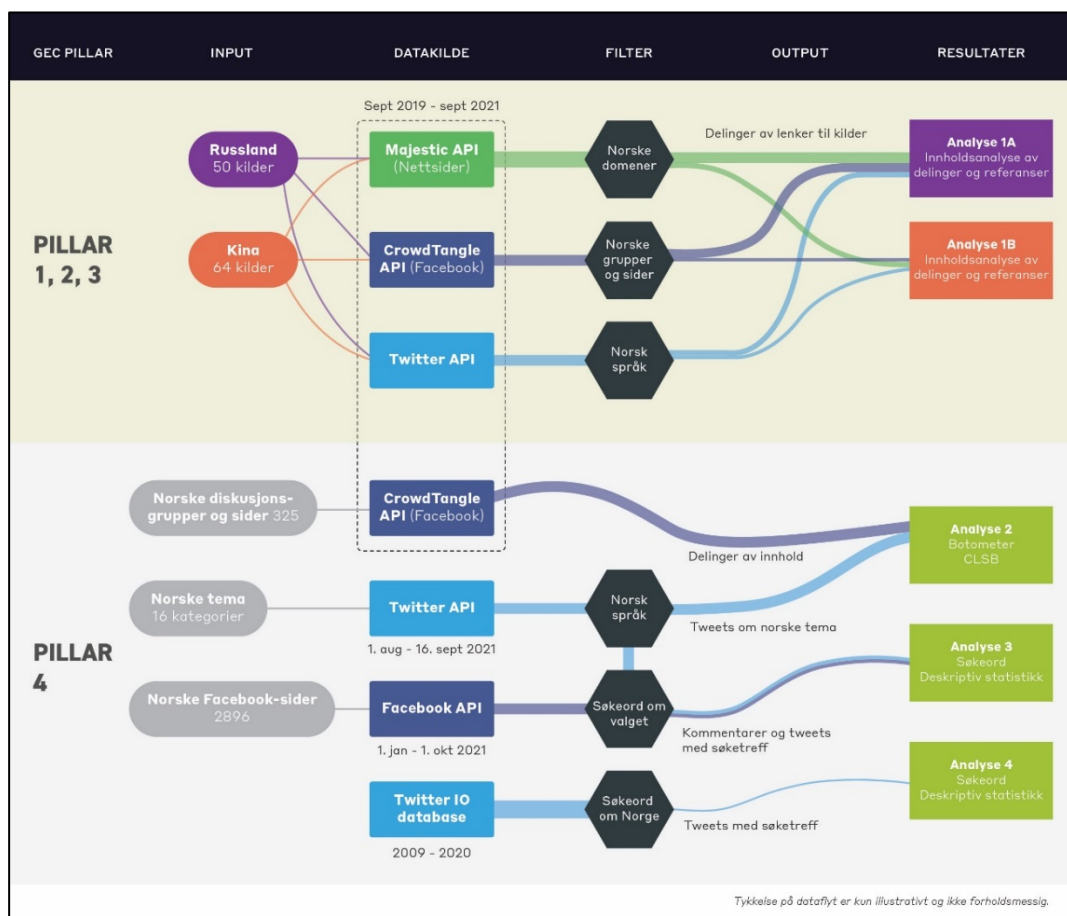 GEC PILLAR
INPUT
DATAKILDE
FILTER
OUTPUT
RESULTATER
PILLAR
1, 2, 3
Russland
50 kilder
Kina
64 kilder
Sept 2019 - sept 2021
Majestic API
(Nettsider)
CrowdTangle
API (Facebook)
Twitter API
Norske
domener
Norske
grupper
og sider
Norsk
språk
Delinger av lenker til kilder
Analyse 1A
Innholdsanalyse av
delinger og referanser
Analyse 1B
Innholdsanalyse av
delinger og referanser
PILLAR
4
Norske diskusjons-
grupper og sider 325
Norske tema
16 kategorier
Norske Facebook-sider
2896
CrowdTangle
API (Facebook)
Twitter API
1. aug - 16. sept 2021
Facebook API
1. jan - 1. okt 2021
Twitter IO
database
2009 - 2020
Norsk
språk
Søkeord om
valget
Søkeord
om Norge
Delinger av innhold
Tweets om norske tema
Kommentarer og tweets
med søketreff
Tweets med søketreff
Analyse 2
Botometer
CLSB
Analyse 3
Søkeord
Deskriptiv statistikk
Analyse 4
Søkeord
Deskriptiv statistikk
Tykkelse på dataflyt er kun illustrativt og ikke forholdsmessig.